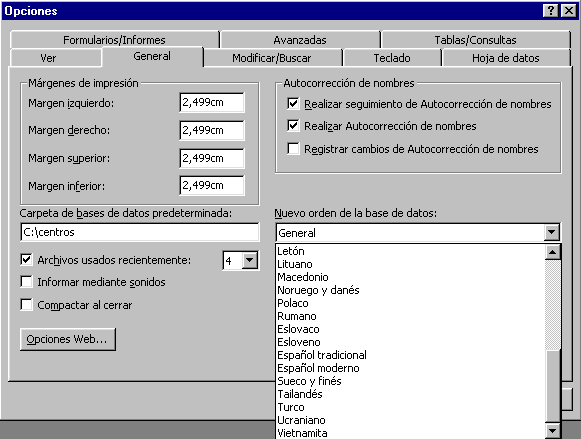 Opciones
Formularios/Informes
Avanzadas
Tablas/Consultas
Ver
General
Modificar/Buscar
Teclado
Hoja de datos
Márgenes de impresión
Margen izquierdo:
2,499cm
Margen derecho:
2,499cm
Margen superior:
2,499cm
Margen inferior:
2,499cm
Autocorrección de nombres
Realizar seguimiento de Autocorrección de nombres
Realizar Autocorrección de nombres
Registrar cambios de Autocorrección de nombres
Carpeta de bases de datos predeterminada:
C:\centros
Archivos usados recientemente:
4
Informar mediante sonidos
Compactar al cerrar
Opciones Web...
Nuevo orden de la base de datos:
General
Letón
Lituano
Macedonio
Noruego y danés
Polaco
Rumano
Eslovaco
Esloveno
Español tradicional
Español moderno
Sueco y finés
Tailandés
Turco
Ucraniano
Vietnamita